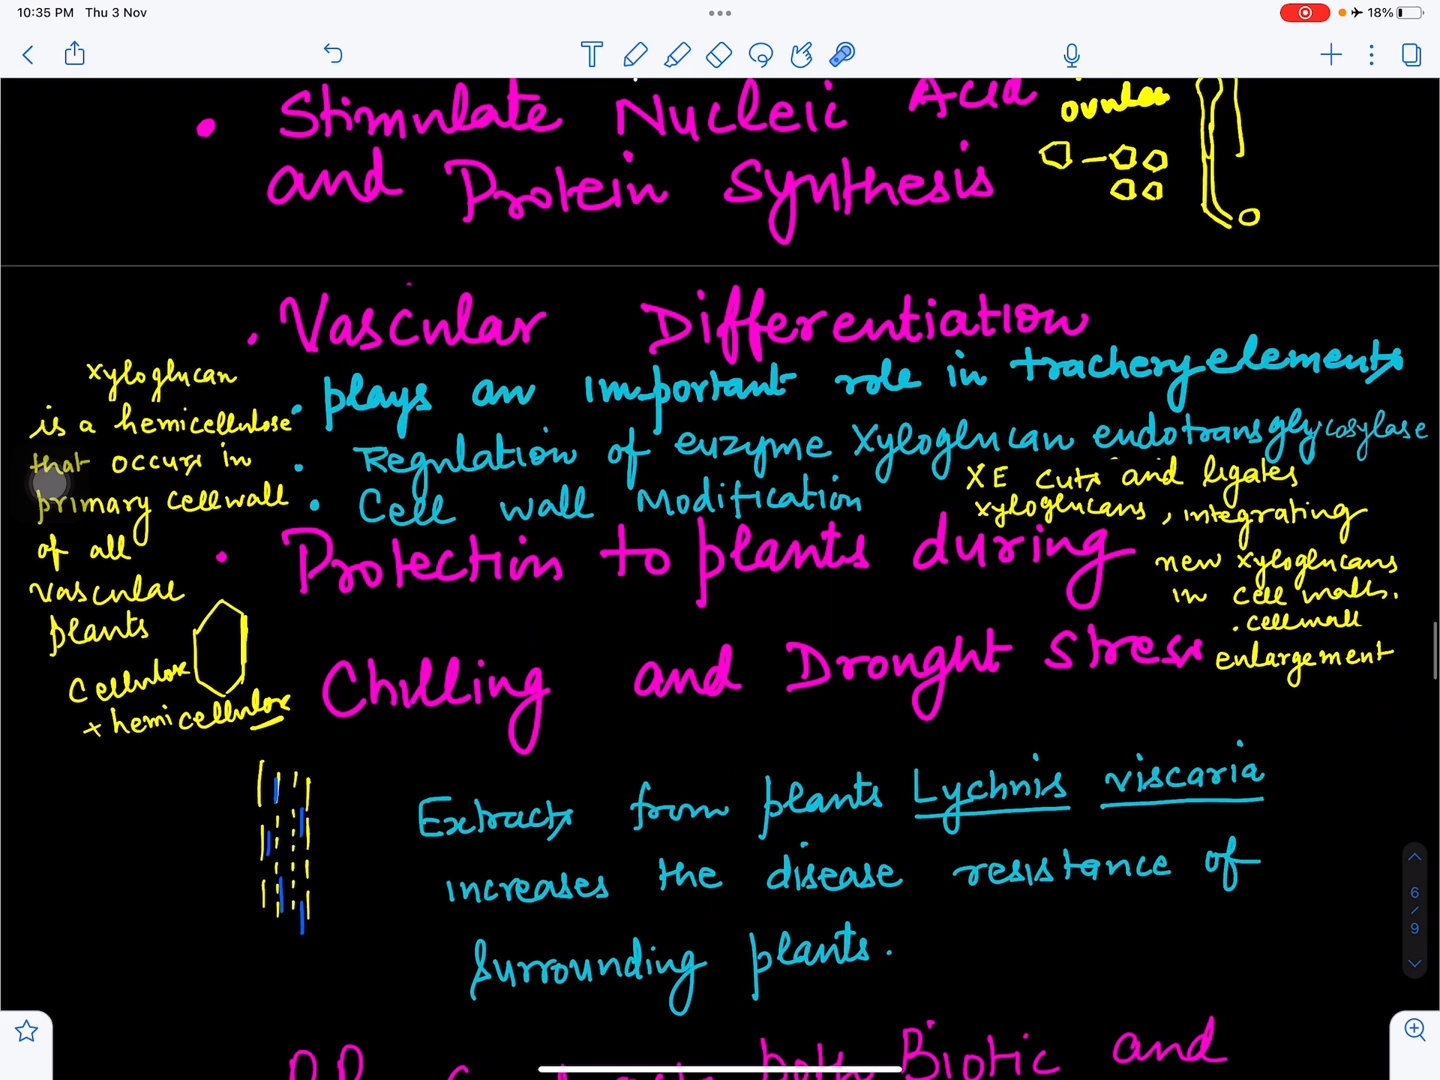 10:35 PM Thu 3 Nov
18%
• Stimulate Nucleic Acid
and Protein Synthesis
ovules
• Vascular Differentiation
• plays an important role in trachery elements
• Regulation of enzyme Xyloglucan endotransglycosylase
• Cell wall Modification
xyloglucan
is a hemicellulose
that occurs in
primary cellwall
of all
vascular
plants
Cellulose
+ hemicellulose
XE cuts and ligates
xyloglucans, integrating
new xyloglucans
in cell walls.
. cellwall
enlargement
• Protection to plants during
Chilling and Drought Stress
Extracts from plants Lychnis viscaria
increases the disease resistance of
surrounding plants.
both Biotic and
6
/
9